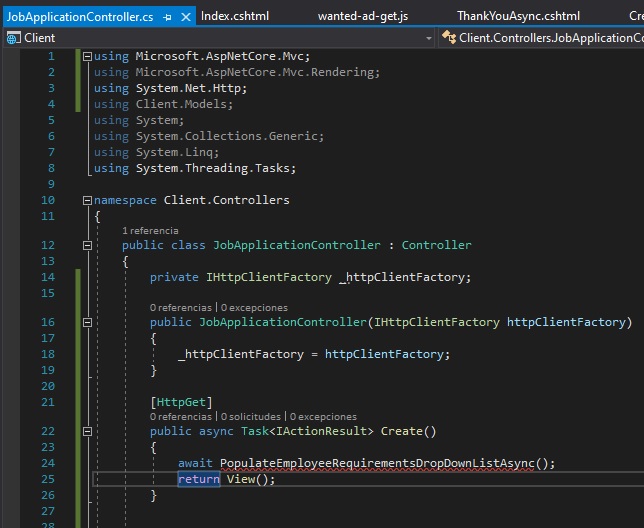 JobApplicationController.cs Index.cshtml wanted-ad-get.js ThankYouAsync.cshtml Cre
Client Client.Controllers.JobApplicationCo
1 using Microsoft.AspNetCore.Mvc;
2 using Microsoft.AspNetCore.Mvc.Rendering;
3 using System.Net.Http;
4 using Client.Models;
5 using System;
6 using System.Collections.Generic;
7 using System.Linq;
8 using System.Threading.Tasks;
9
10 namespace Client.Controllers
11 {
1 referencia
12 public class JobApplicationController : Controller
13 {
14 private IHttpClientFactory _httpClientFactory;
15
0 referencias | 0 excepciones
16 public JobApplicationController(IHttpClientFactory httpClientFactory)
17 {
18 _httpClientFactory = httpClientFactory;
19 }
20
21 [HttpGet]
0 referencias | 0 solicitudes | 0 excepciones
22 public async Task<IActionResult> Create()
23 {
24 await PopulateEmployeeRequirementsDropDownListAsync();
25 return View();
26 }
27
28